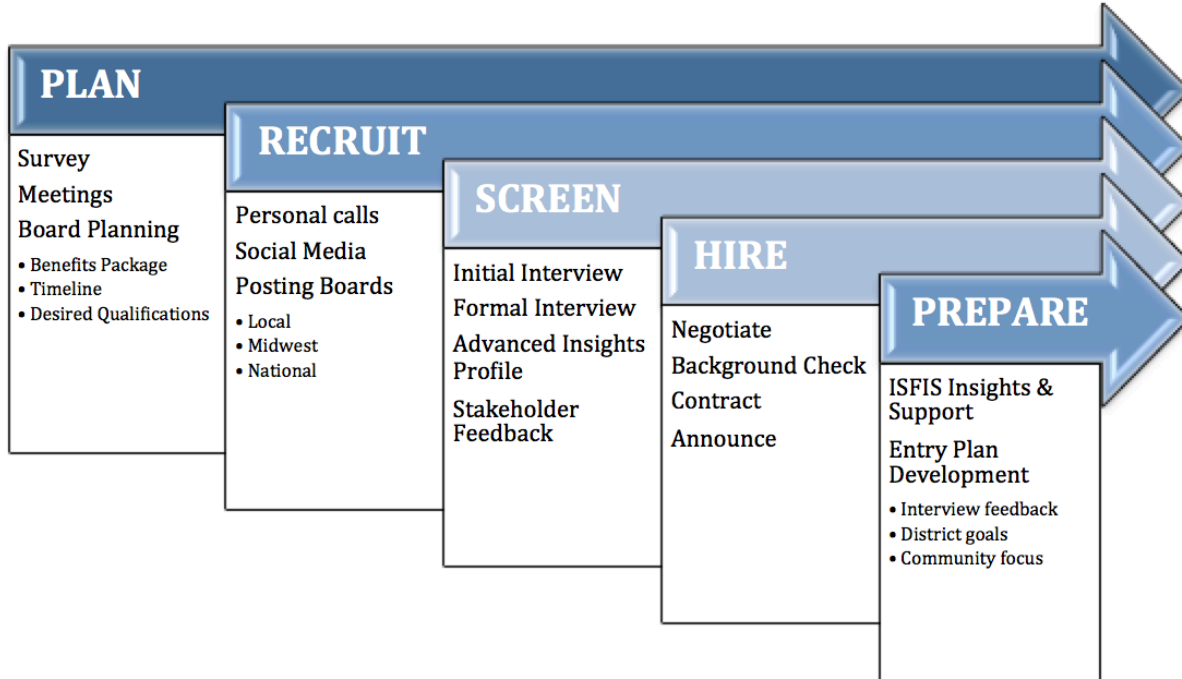 PLAN
Survey
Meetings
Board Planning
• Benefits Package
• Timeline
• Desired Qualifications
RECRUIT
Personal calls
Social Media
Posting Boards
• Local
• Midwest
• National
SCREEN
Initial Interview
Formal Interview
Advanced Insights
Profile
Stakeholder
Feedback
HIRE
Negotiate
Background Check
Contract
Announce
PREPARE
ISFIS Insights &
Support
Entry Plan
Development
• Interview feedback
• District goals
• Community focus